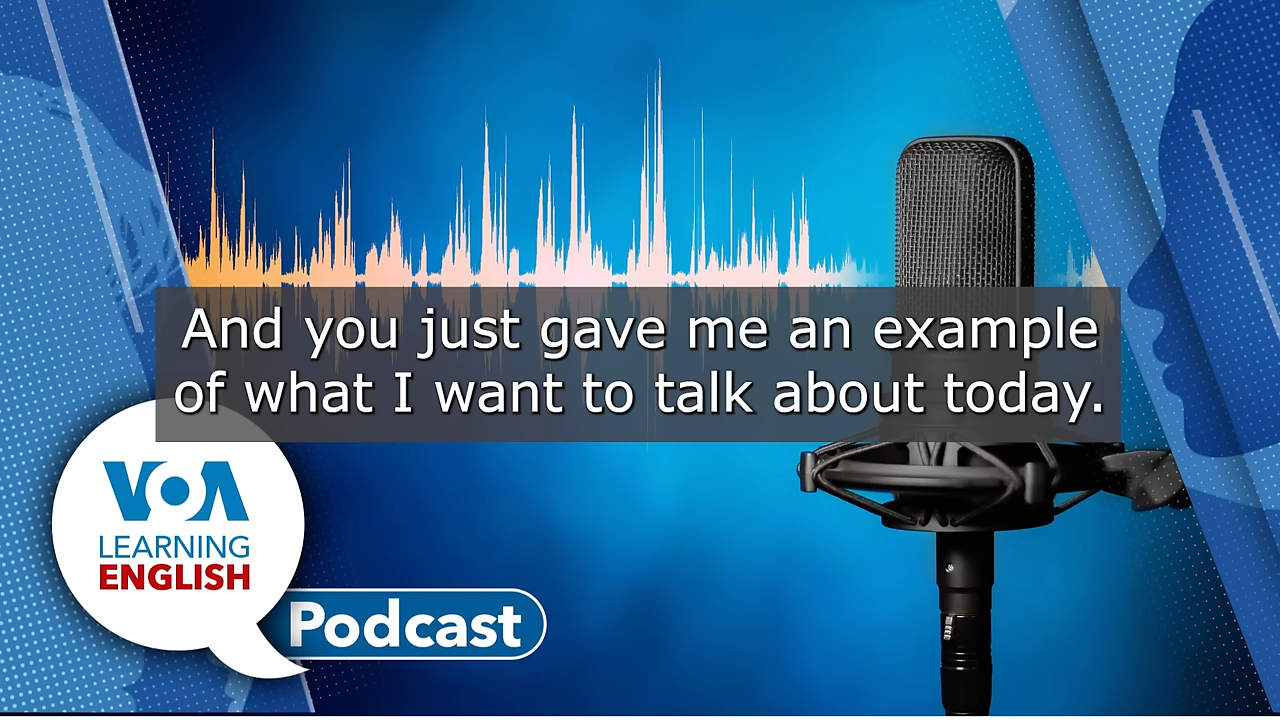 And you just gave me an example
of what I want to talk about today.
VOA
LEARNING
ENGLISH
Podcast